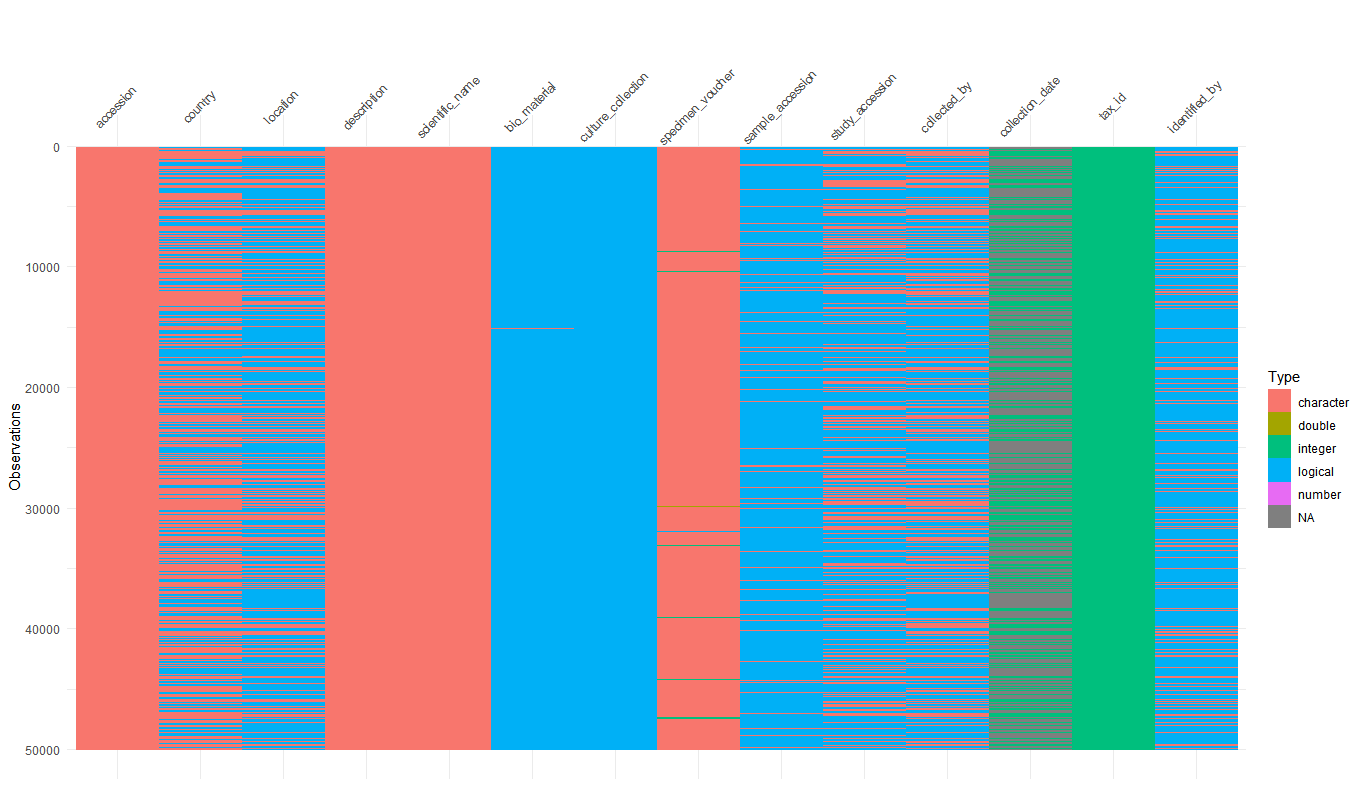 accession
country
location
description
scientific_name
bio_material
culture_collection
specimen_voucher
sample_accession
study_accession
collected_by
collection_date
tax_id
identified_by
0
10000
20000
30000
40000
50000
Observations
Type
character
double
integer
logical
number
NA